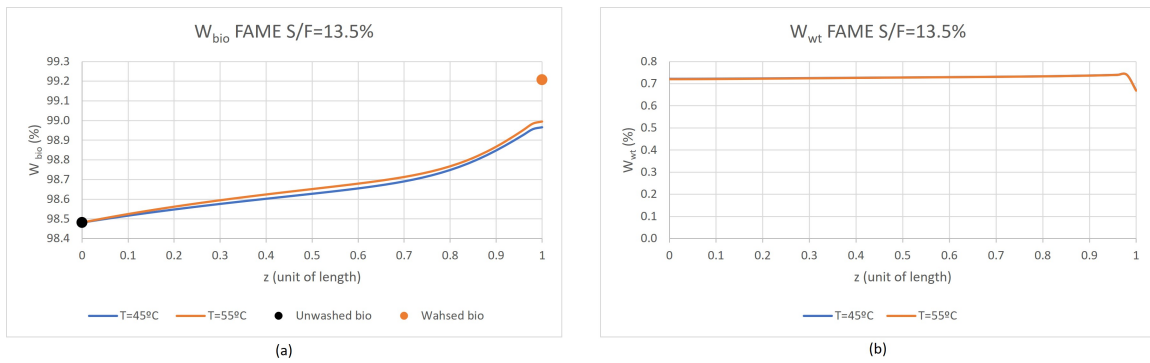 W_bio FAME S/F=13.5%
99.3
99.2
99.1
99.0
98.9
98.8
98.7
98.6
98.5
98.4
W_bio (%)
0 0.1 0.2 0.3 0.4 0.5 0.6 0.7 0.8 0.9 1
z (unit of length)
T=45ºC T=55ºC Unwashed bio Wahsed bio
(a)
W_wt FAME S/F=13.5%
0.8
0.7
0.6
0.5
0.4
0.3
0.2
0.1
0.0
W_wt (%)
0 0.1 0.2 0.3 0.4 0.5 0.6 0.7 0.8 0.9 1
z (unit of length)
T=45ºC T=55ºC
(b)